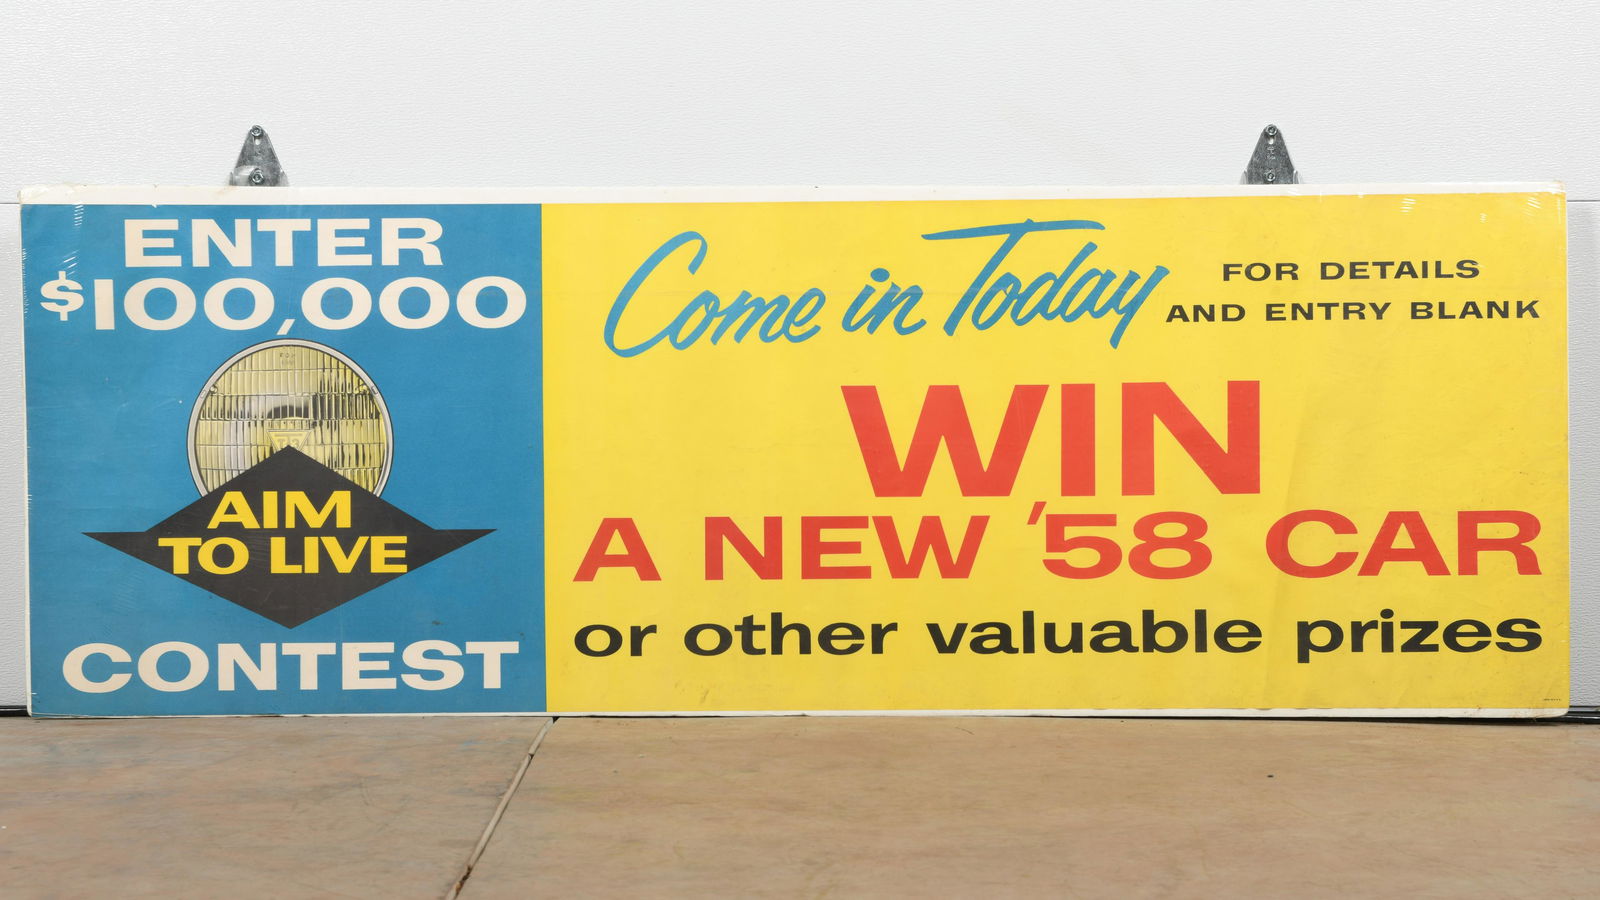 ENTER
$100,000
T-3
AIM
TO LIVE
CONTEST
Come in Today
FOR DETAILS
AND ENTRY BLANK
WIN
A NEW '58 CAR
or other valuable prizes